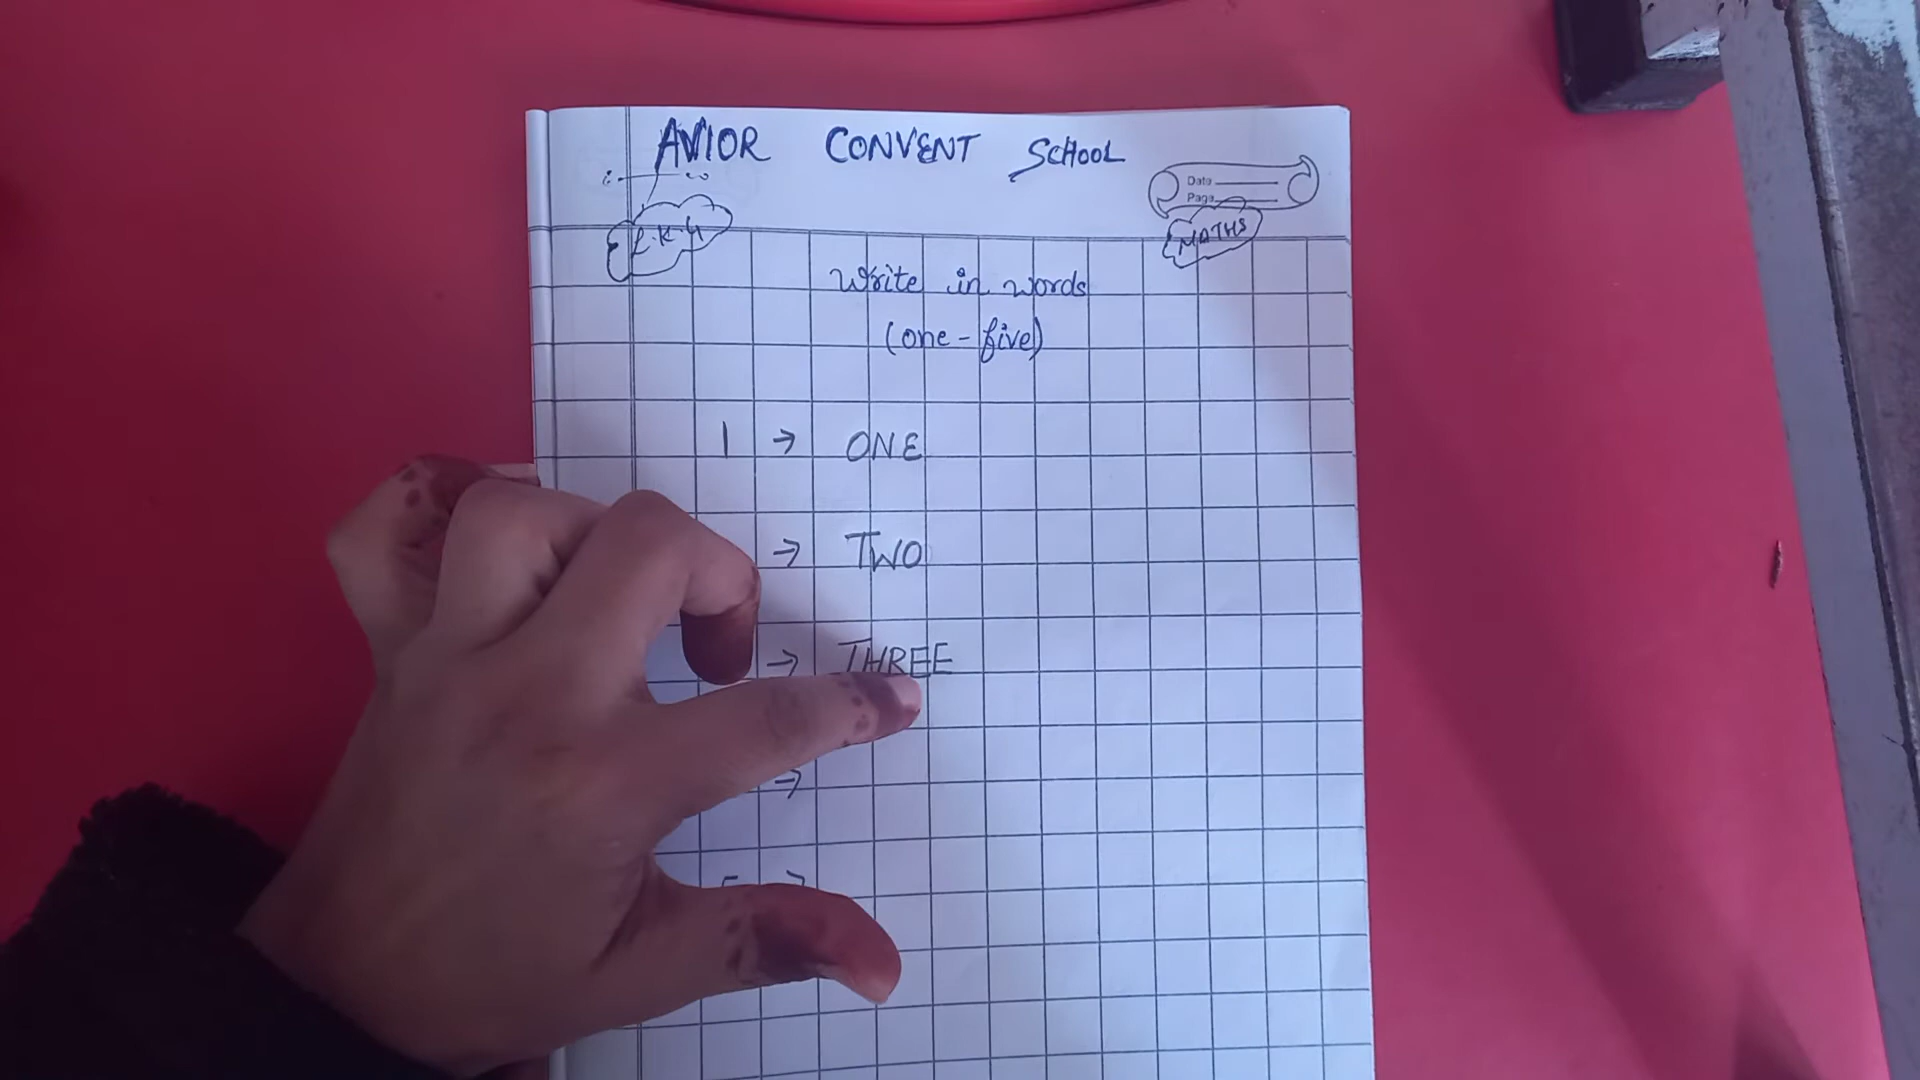 AVIOR CONVENT SCHOOL
Date
Page
L.K.G
MATHS
Write in words
(one - five)
1 → ONE
→ TWO
→ THREE
→